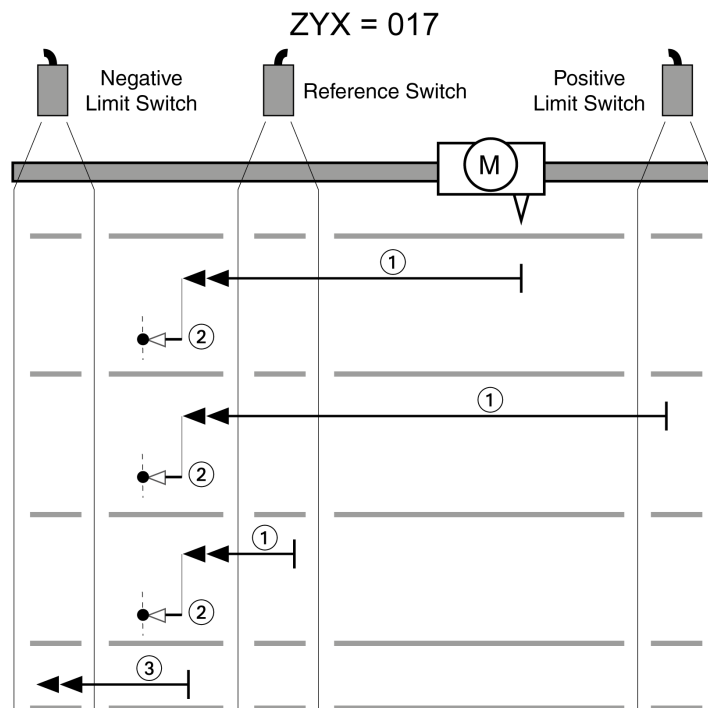 ZYX = 017
Negative
Limit Switch
Reference Switch
Positive
Limit Switch
M
1
2
1
2
1
2
3